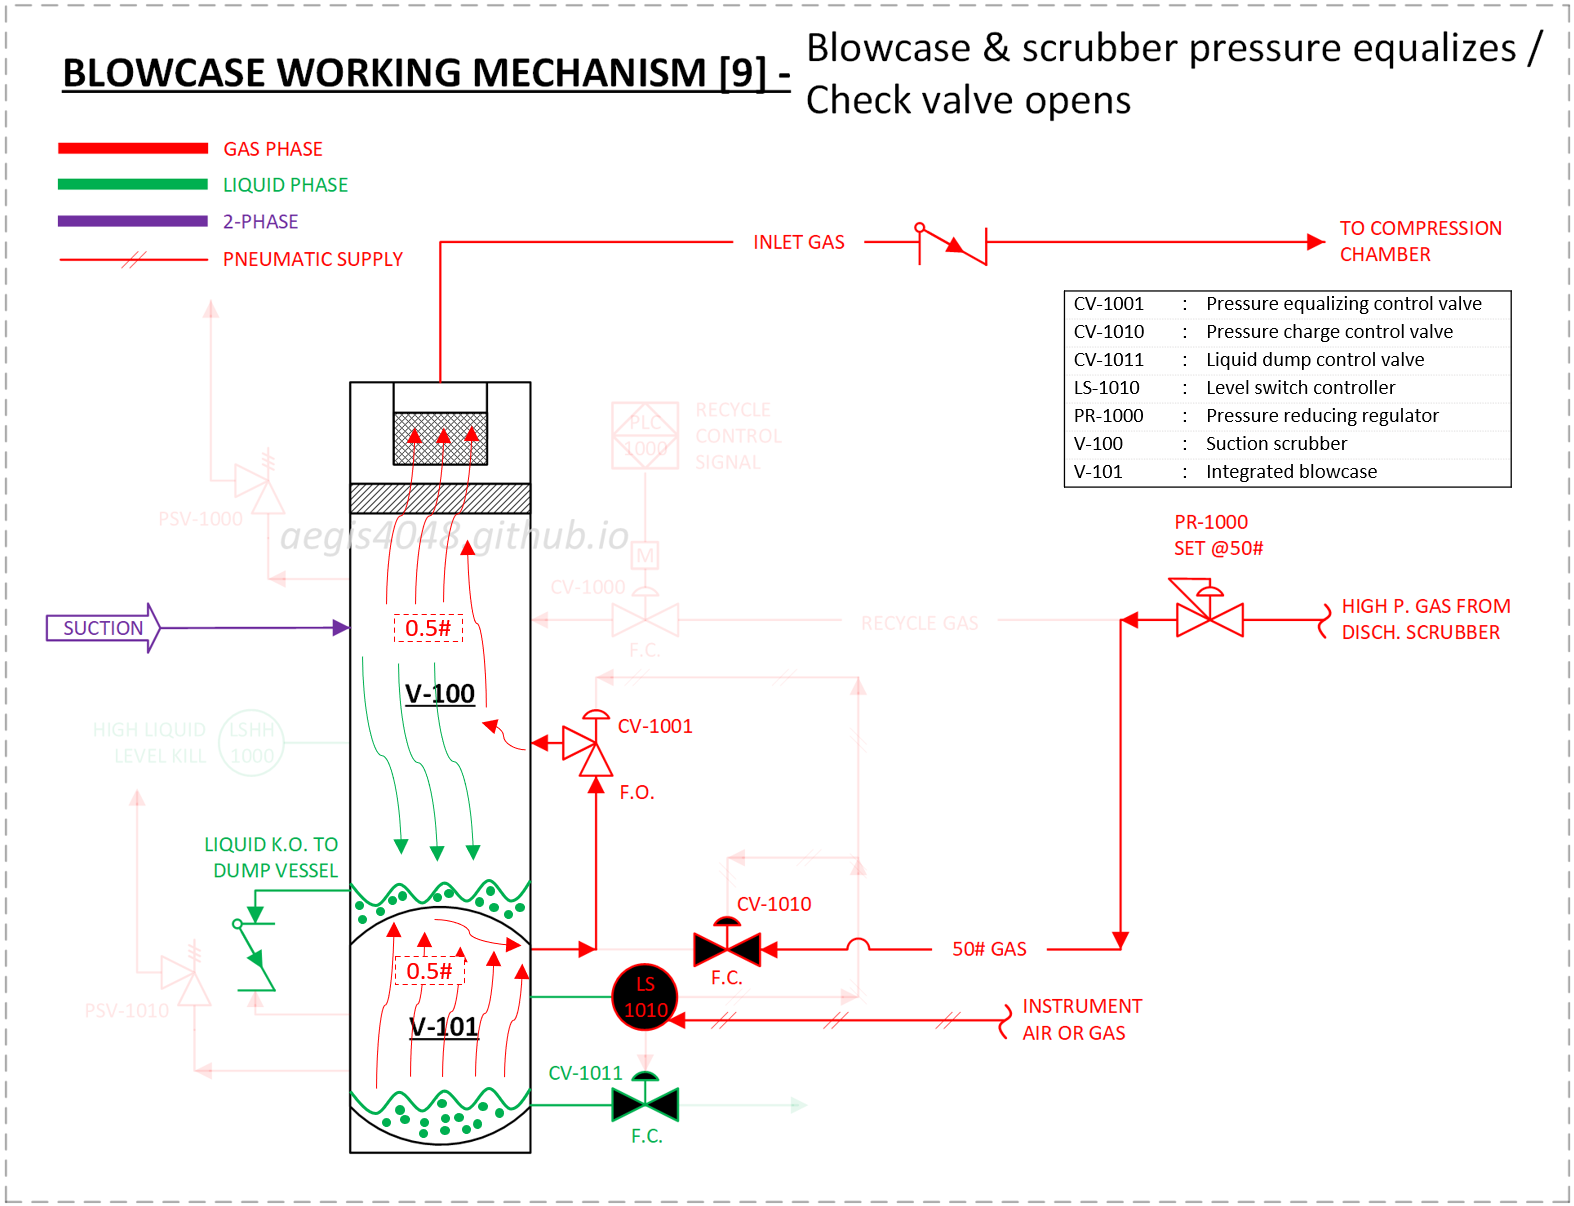 BLOWCASE WORKING MECHANISM [9] -
Blowcase & scrubber pressure equalizes /
Check valve opens
GAS PHASE
LIQUID PHASE
2-PHASE
PNEUMATIC SUPPLY
INLET GAS
TO COMPRESSION
CHAMBER
CV-1001 : Pressure equalizing control valve
CV-1010 : Pressure charge control valve
CV-1011 : Liquid dump control valve
LS-1010 : Level switch controller
PR-1000 : Pressure reducing regulator
V-100 : Suction scrubber
V-101 : Integrated blowcase
PLC
1000
RECYCLE
CONTROL
SIGNAL
PSV-1000
aegis4048.github.io
M
CV-1000
F.C.
RECYCLE GAS
PR-1000
SET @50#
HIGH P. GAS FROM
DISCH. SCRUBBER
SUCTION
0.5#
V-100
HIGH LIQUID
LEVEL KILL
LSHH
1000
CV-1001
F.O.
LIQUID K.O. TO
DUMP VESSEL
CV-1010
F.C.
50# GAS
0.5#
V-101
PSV-1010
LS
1010
INSTRUMENT
AIR OR GAS
CV-1011
F.C.